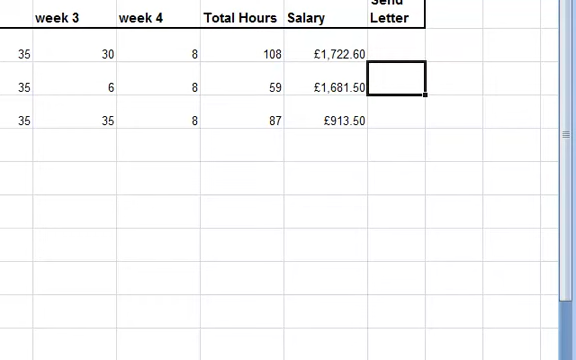 Send
week 3 week 4 Total Hours Salary Letter
35 30 8 108 £1,722.60
35 6 8 59 £1,681.50
35 35 8 87 £913.50